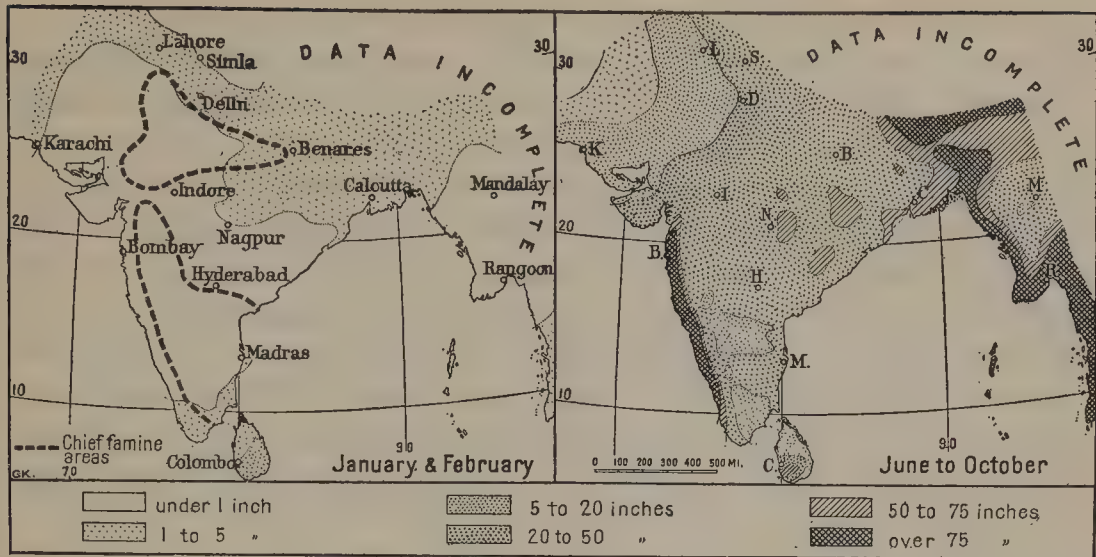 DATA INCOMPLETE
30
30
Lahore
Simla
Delhi
Karachi
Benares
Indore
Calcutta
Mandalay
20
Nagpur
Bombay
Hyderabad
Rangoon
Madras
10
Chief famine
areas
GK.
70
Colombo
90
January & February
DATA INCOMPLETE
30
30
L
S
D
K
B.
I.
C.
M.
N
20
B.
H
R.
M.
10
0 100 200 300 400 500 MI.
C.
90
June to October
under 1 inch
1 to 5 „
5 to 20 inches
20 to 50 „
50 to 75 inches
over 75 „